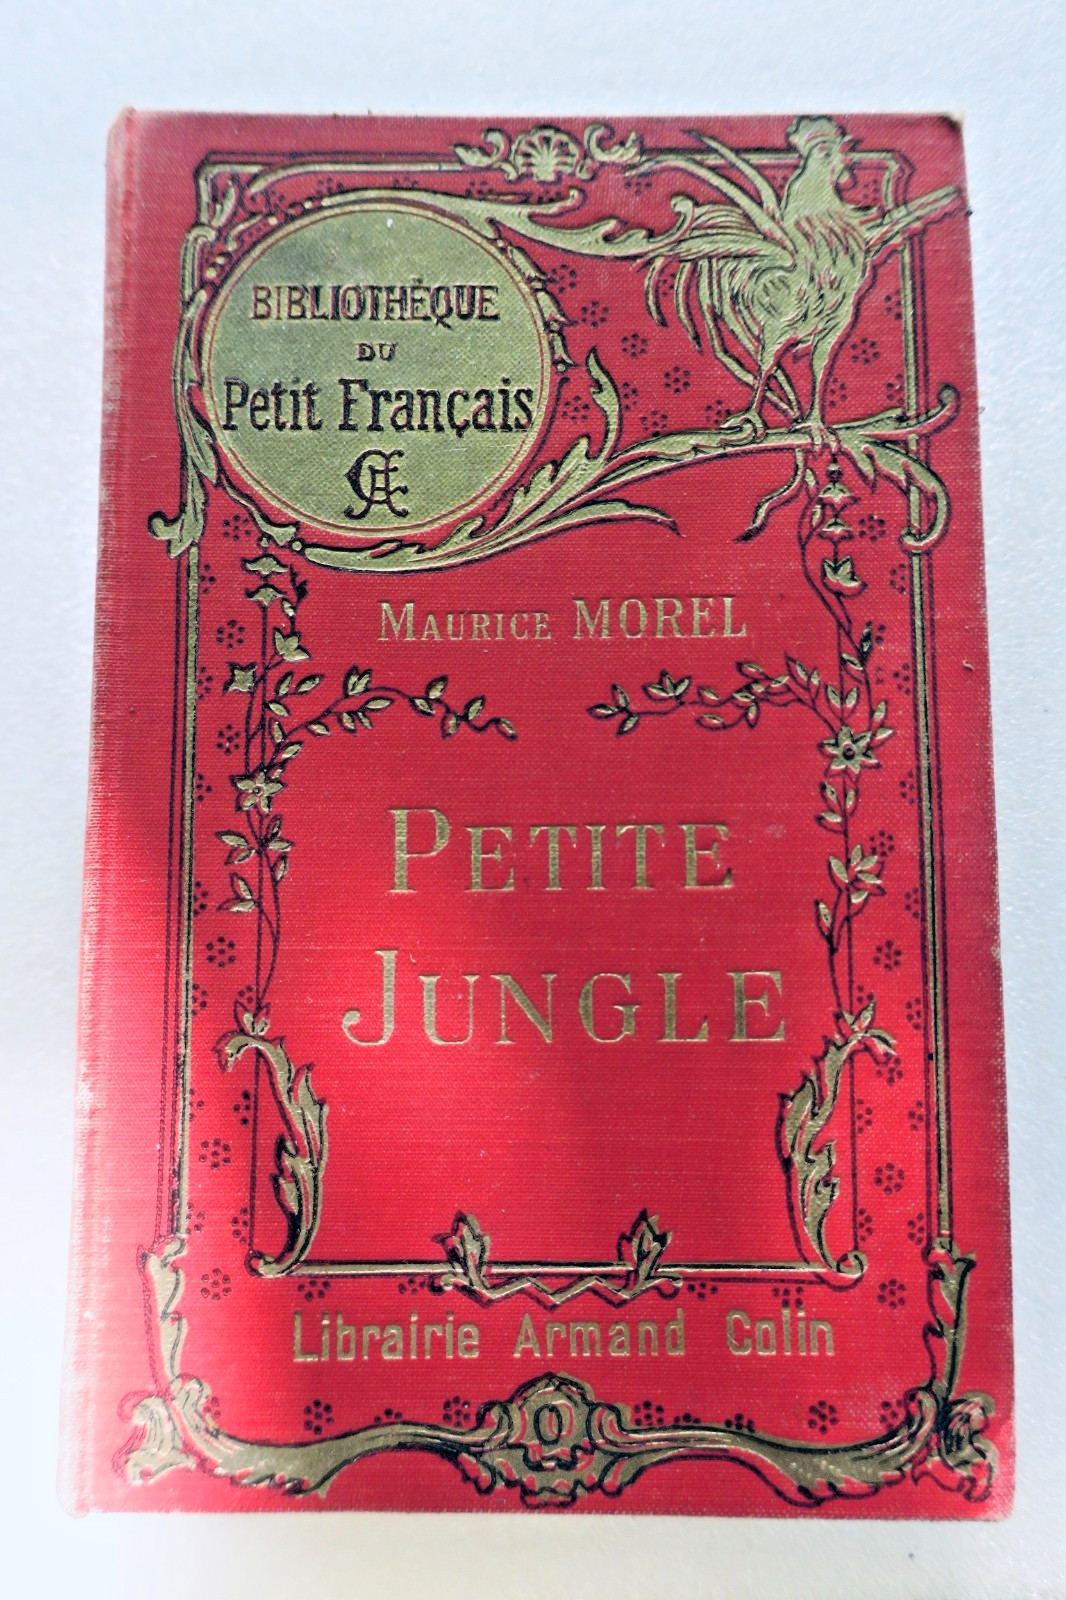 BIBLIOTHÈQUE
DU
Petit Français
MAURICE MOREL
PETITE
JUNGLE
Librairie Armand Colin